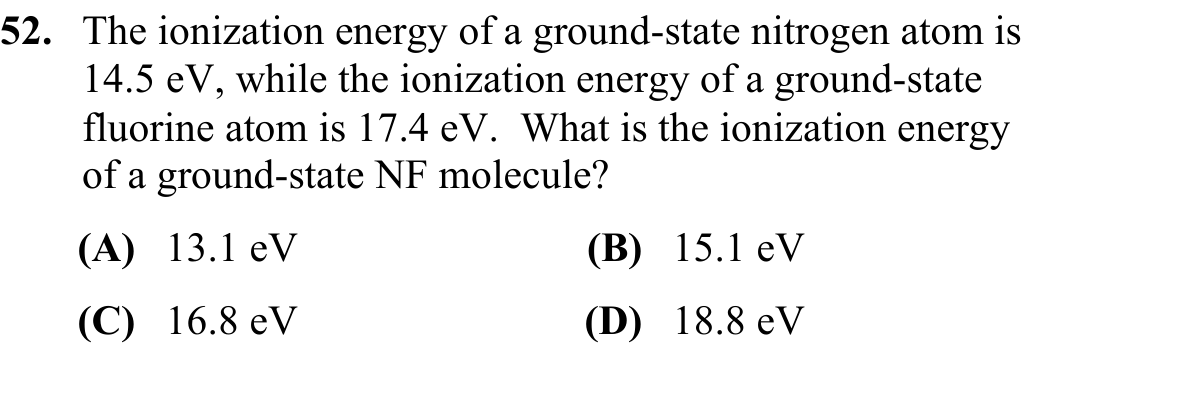 52. The ionization energy of a ground-state nitrogen atom is
14.5 eV, while the ionization energy of a ground-state
fluorine atom is 17.4 eV. What is the ionization energy
of a ground-state NF molecule?
(A) 13.1 eV (B) 15.1 eV
(C) 16.8 eV (D) 18.8 eV